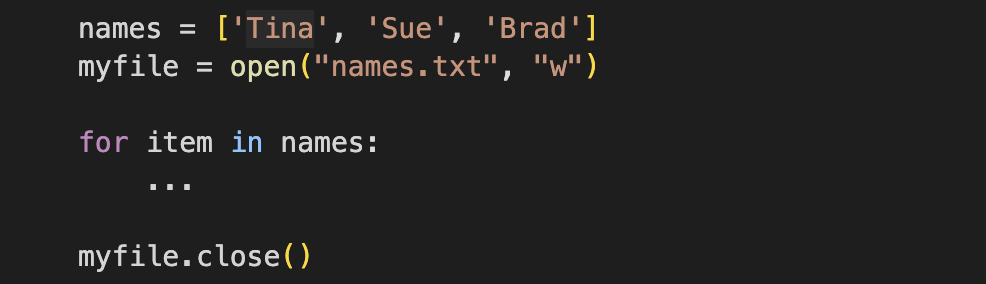 names = ['Tina', 'Sue', 'Brad']
myfile = open("names.txt", "w")
for item in names:
    ...
myfile.close()